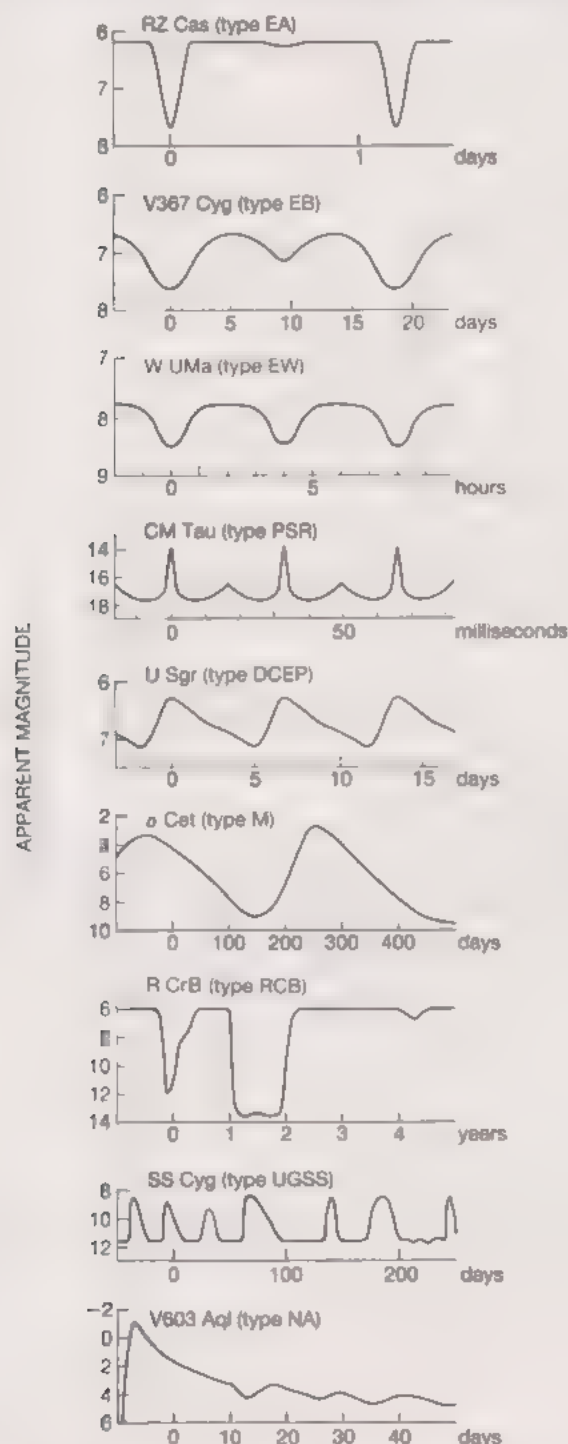 APPARENT MAGNITUDE
RZ Cas (type EA)
6
7
8
0 1 days
V367 Cyg (type EB)
6
7
8
0 5 10 15 20 days
W UMa (type EW)
7
8
9
0 5 hours
CM Tau (type PSR)
14
16
18
0 50 milliseconds
U Sgr (type DCEP)
6
7
0 5 10 15 days
o Cet (type M)
2
6
8
10
0 100 200 300 400 days
R CrB (type RCB)
6
10
12
14
0 1 2 3 4 years
SS Cyg (type UGSS)
8
10
12
0 100 200 days
V603 Aql (type NA)
-2
0
2
4
6
0 10 20 30 40 days